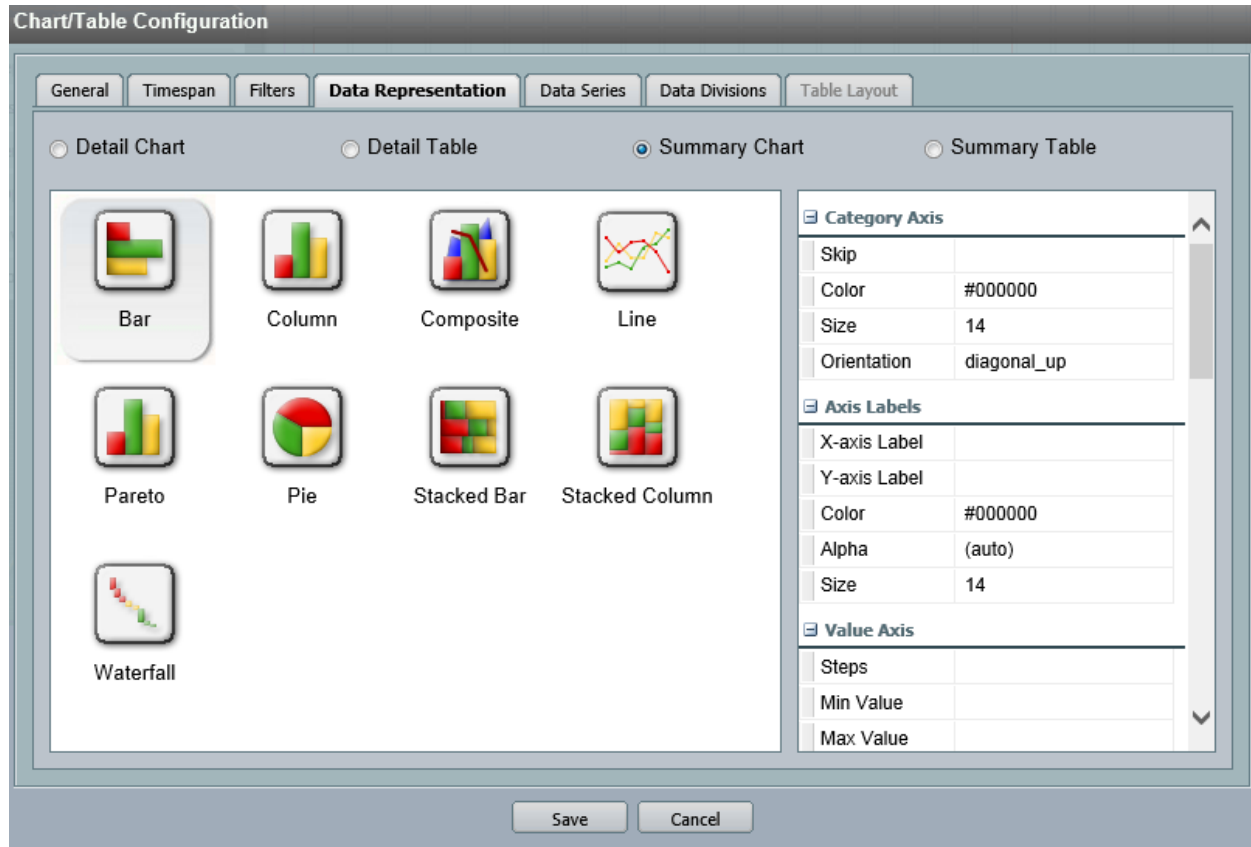 Chart/Table Configuration
General Timespan Filters Data Representation Data Series Data Divisions Table Layout
Detail Chart Detail Table Summary Chart Summary Table
Bar Column Composite Line
Pareto Pie Stacked Bar Stacked Column
Waterfall
Category Axis
Skip
Color #000000
Size 14
Orientation diagonal_up
Axis Labels
X-axis Label
Y-axis Label
Color #000000
Alpha (auto)
Size 14
Value Axis
Steps
Min Value
Max Value
Save Cancel